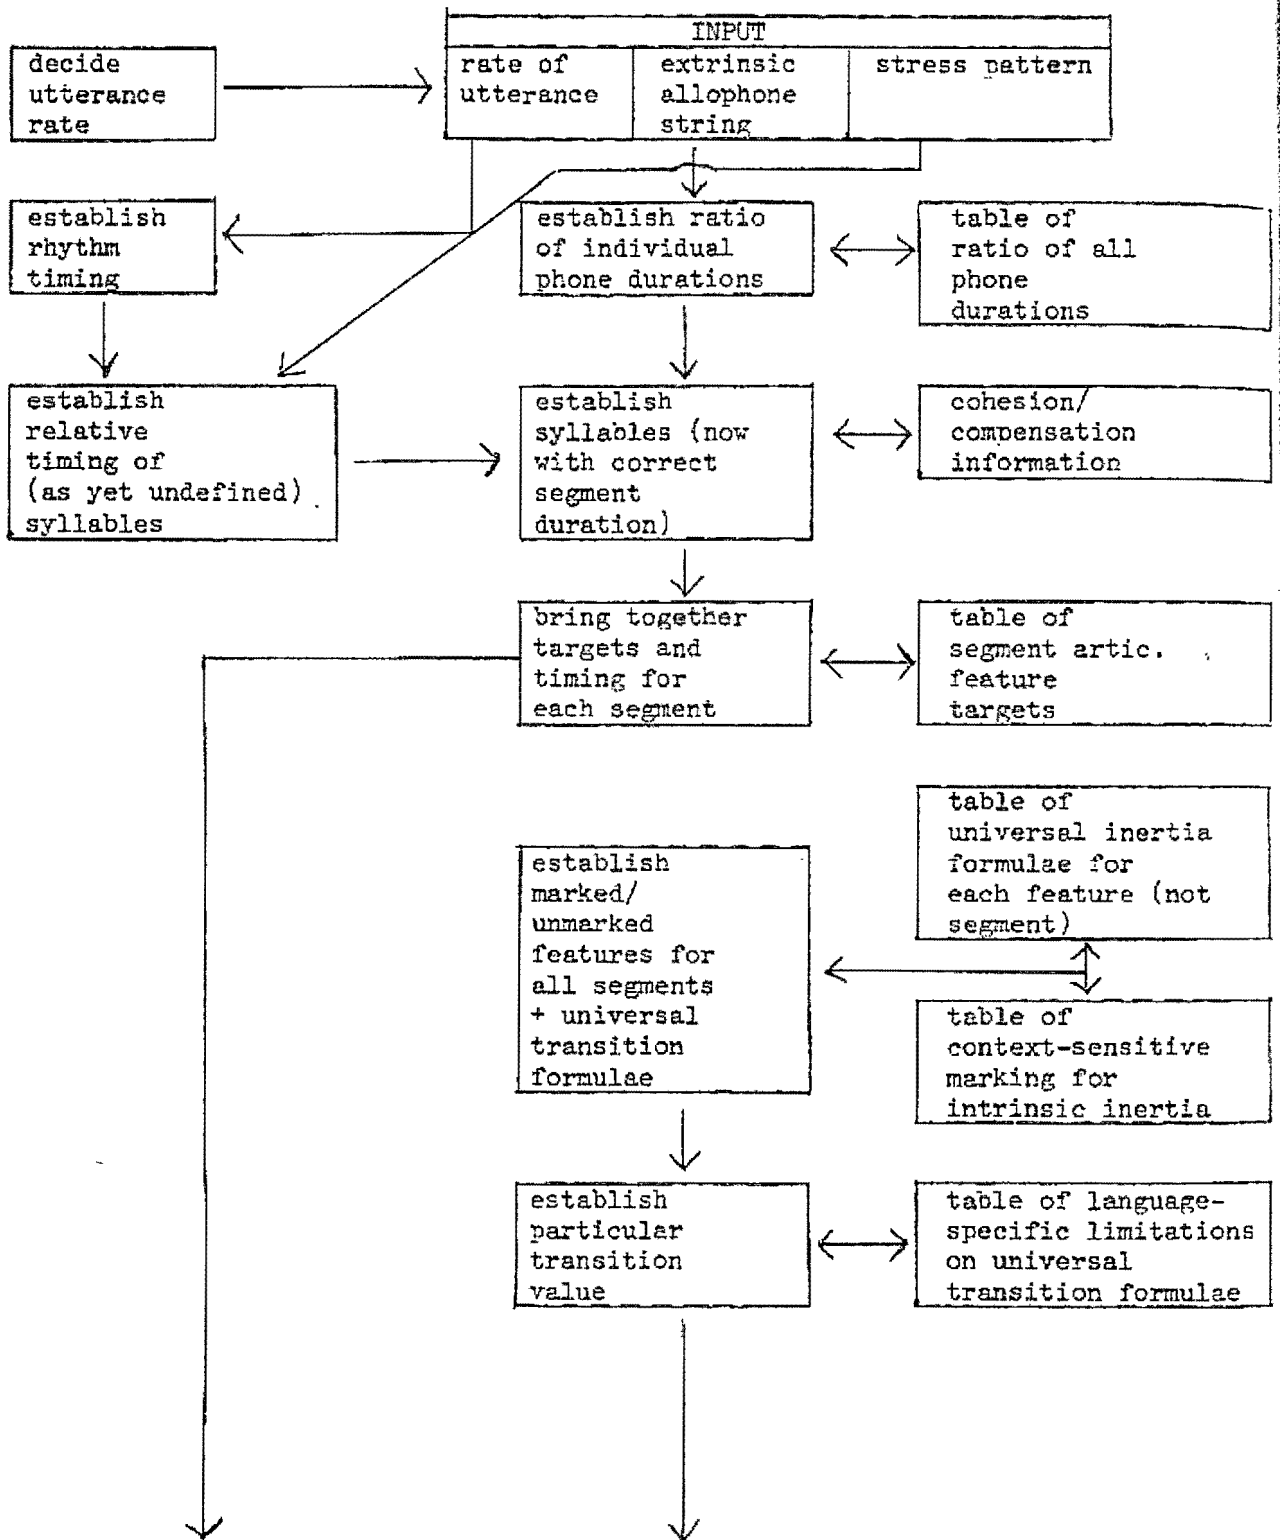 INPUT
decide
utterance
rate
rate of
utterance
extrinsic
allophone
string
stress pattern
establish
rhythm
timing
establish ratio
of individual
phone durations
table of
ratio of all
phone
durations
establish
relative
timing of
(as yet undefined)
syllables
establish
syllables (now
with correct
segment
duration)
cohesion/
compensation
information
bring together
targets and
timing for
each segment
table of
segment artic.
feature
targets
table of
universal inertia
formulae for
each feature (not
segment)
establish
marked/
unmarked
features for
all segments
+ universal
transition
formulae
table of
context-sensitive
marking for
intrinsic inertia
establish
particular
transition
value
table of language-
specific limitations
on universal
transition formulae